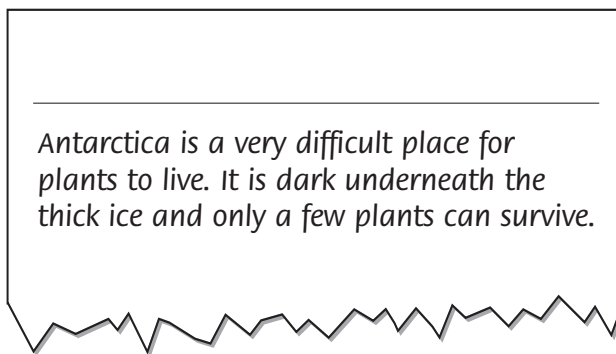 Antarctica is a very difficult place for
plants to live. It is dark underneath the
thick ice and only a few plants can survive.